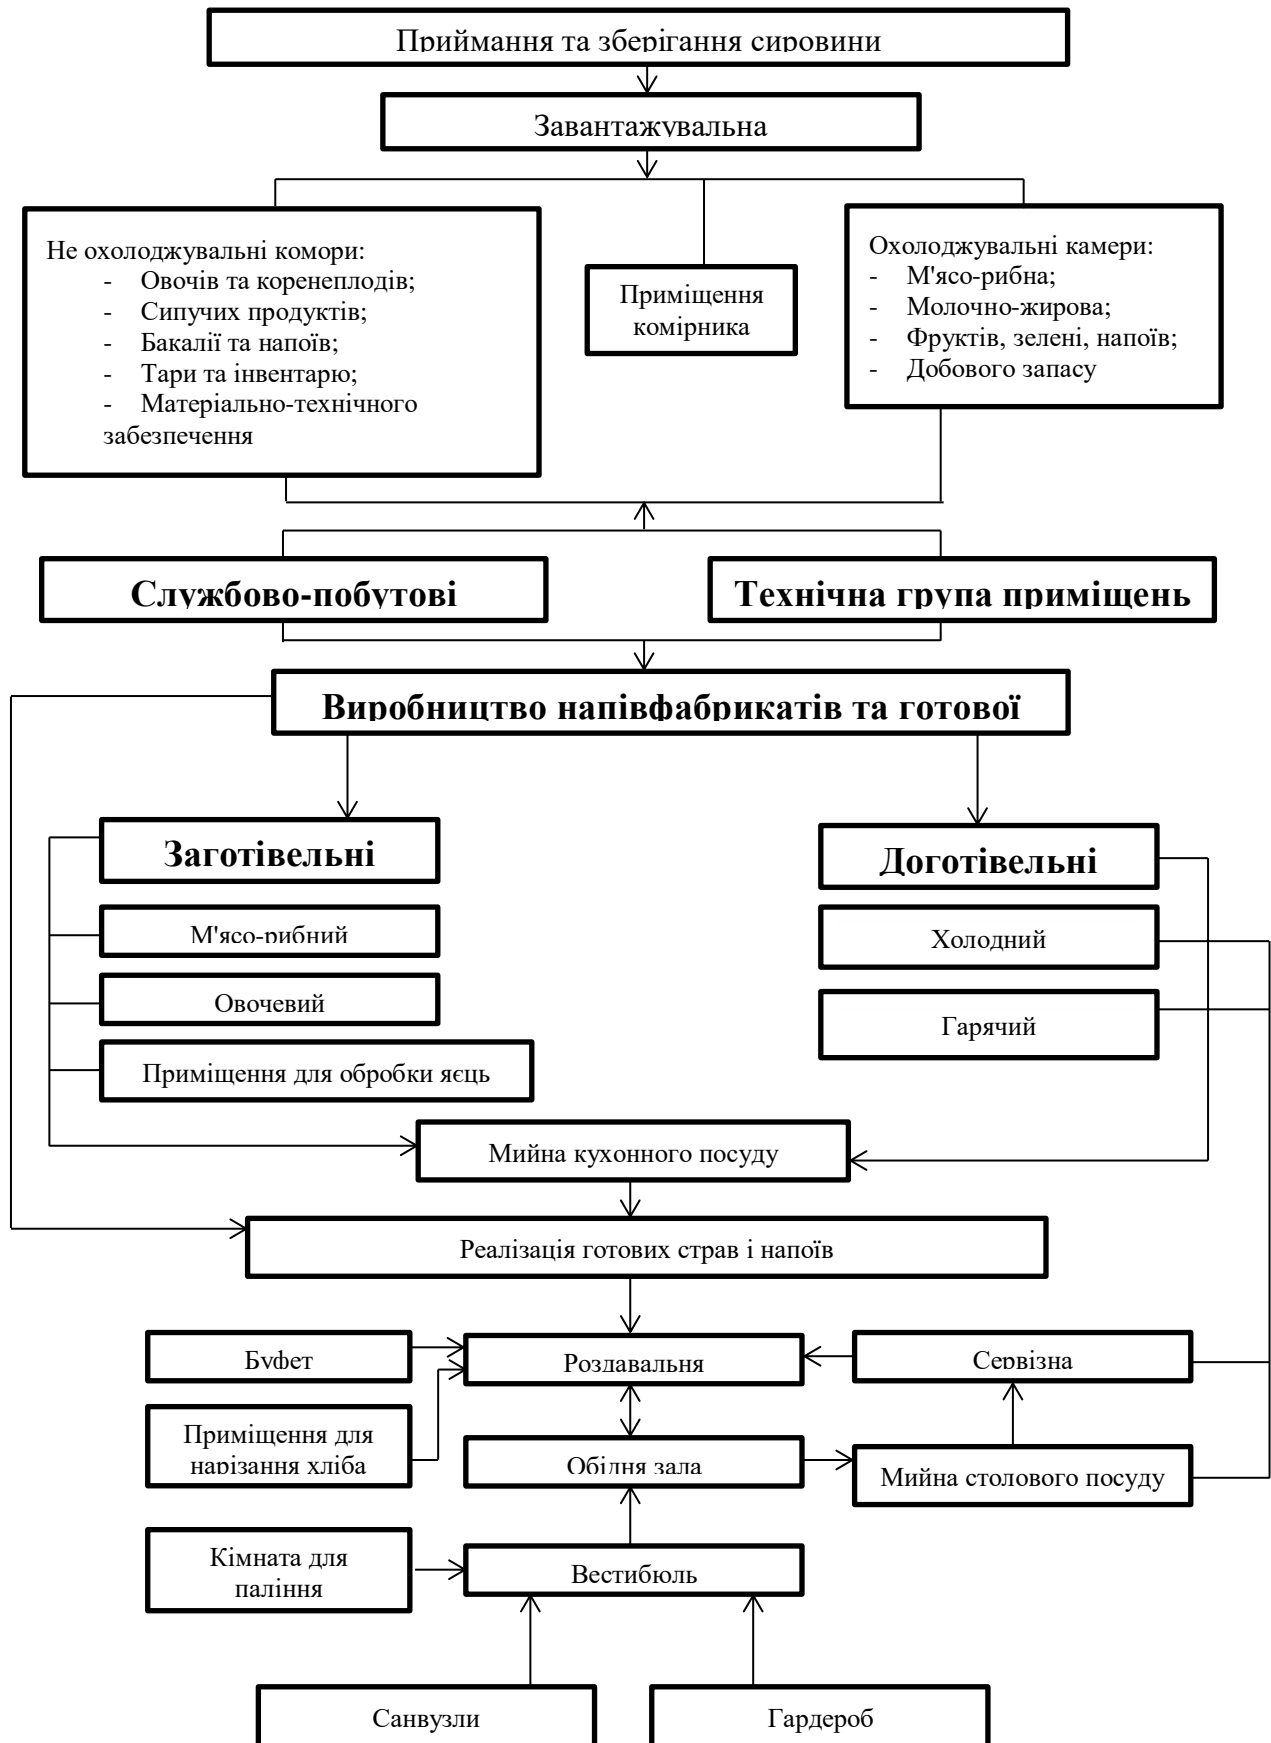 Приймання та зберігання сировини
Завантажувальна
Не охолоджувальні комори:
- Овочів та коренеплодів;
- Сипучих продуктів;
- Бакалії та напоїв;
- Тари та інвентарю;
- Матеріально-технічного
забезпечення
Приміщення
комірника
Охолоджувальні камери:
- М'ясо-рибна;
- Молочно-жирова;
- Фруктів, зелені, напоїв;
- Добового запасу
Службово-побутові
Технічна група приміщень
Виробництво напівфабрикатів та готової
Заготівельні
Доготівельні
М'ясо-рибний
Холодний
Овочевий
Гарячий
Приміщення для обробки яєць
Мийна кухонного посуду
Реалізація готових страв і напоїв
Буфет
Роздавальня
Сервізна
Приміщення для
нарізання хліба
Обідня зала
Мийна столового посуду
Кімната для
паління
Вестибюль
Санвузли
Гардероб